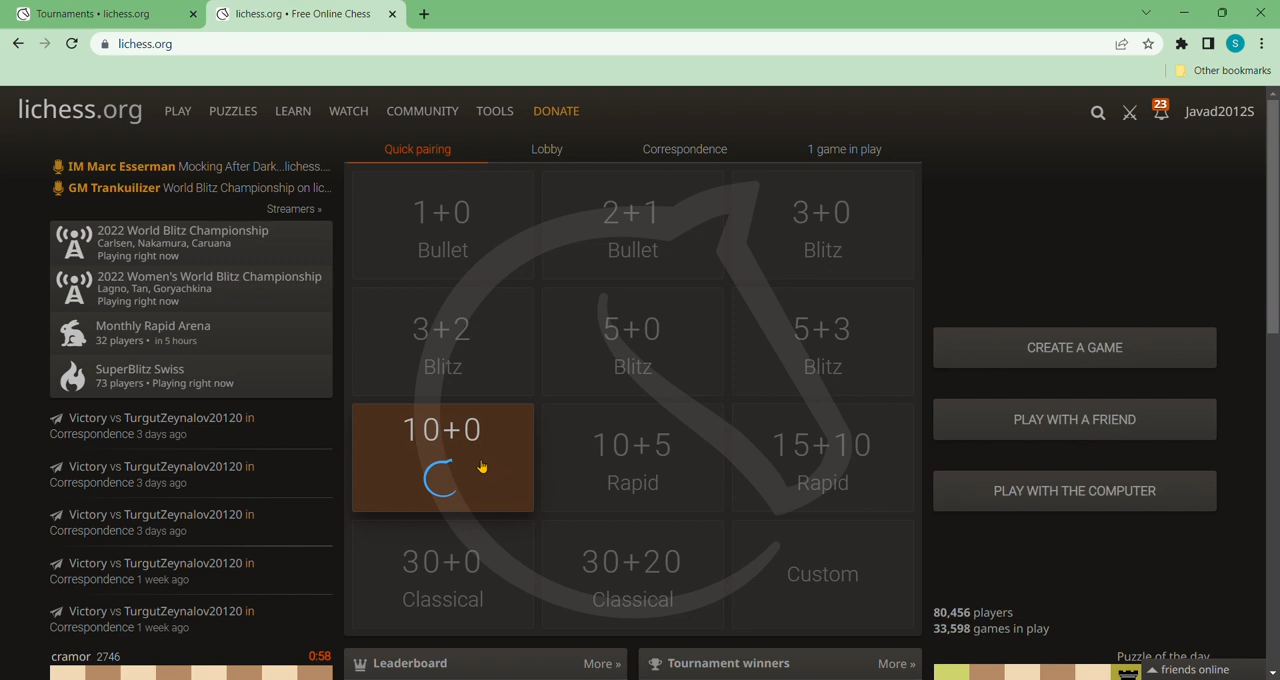 Tournaments • lichess.org
lichess.org • Free Online Chess
lichess.org
S
Other bookmarks
lichess.org
PLAY
PUZZLES
LEARN
WATCH
COMMUNITY
TOOLS
DONATE
23
Javad2012S
IM Marc Esserman Mocking After Dark...lichess....
GM Trankuilizer World Blitz Championship on lic...
Streamers »
2022 World Blitz Championship
Carlsen, Nakamura, Caruana
Playing right now
2022 Women's World Blitz Championship
Lagno, Tan, Goryachkina
Playing right now
Monthly Rapid Arena
32 players • in 5 hours
SuperBlitz Swiss
73 players • Playing right now
Victory vs TurgutZeynalov20120 in
Correspondence 3 days ago
Victory vs TurgutZeynalov20120 in
Correspondence 3 days ago
Victory vs TurgutZeynalov20120 in
Correspondence 3 days ago
Victory vs TurgutZeynalov20120 in
Correspondence 1 week ago
Victory vs TurgutZeynalov20120 in
Correspondence 1 week ago
cramor 2746
0:58
Quick pairing
Lobby
Correspondence
1 game in play
1+0
Bullet
2+1
Bullet
3+0
Blitz
3+2
Blitz
5+0
Blitz
5+3
Blitz
10+0
10+5
Rapid
15+10
Rapid
30+0
Classical
30+20
Classical
Custom
Leaderboard
More »
Tournament winners
More »
CREATE A GAME
PLAY WITH A FRIEND
PLAY WITH THE COMPUTER
80,456 players
33,598 games in play
Puzzle of the day
friends online